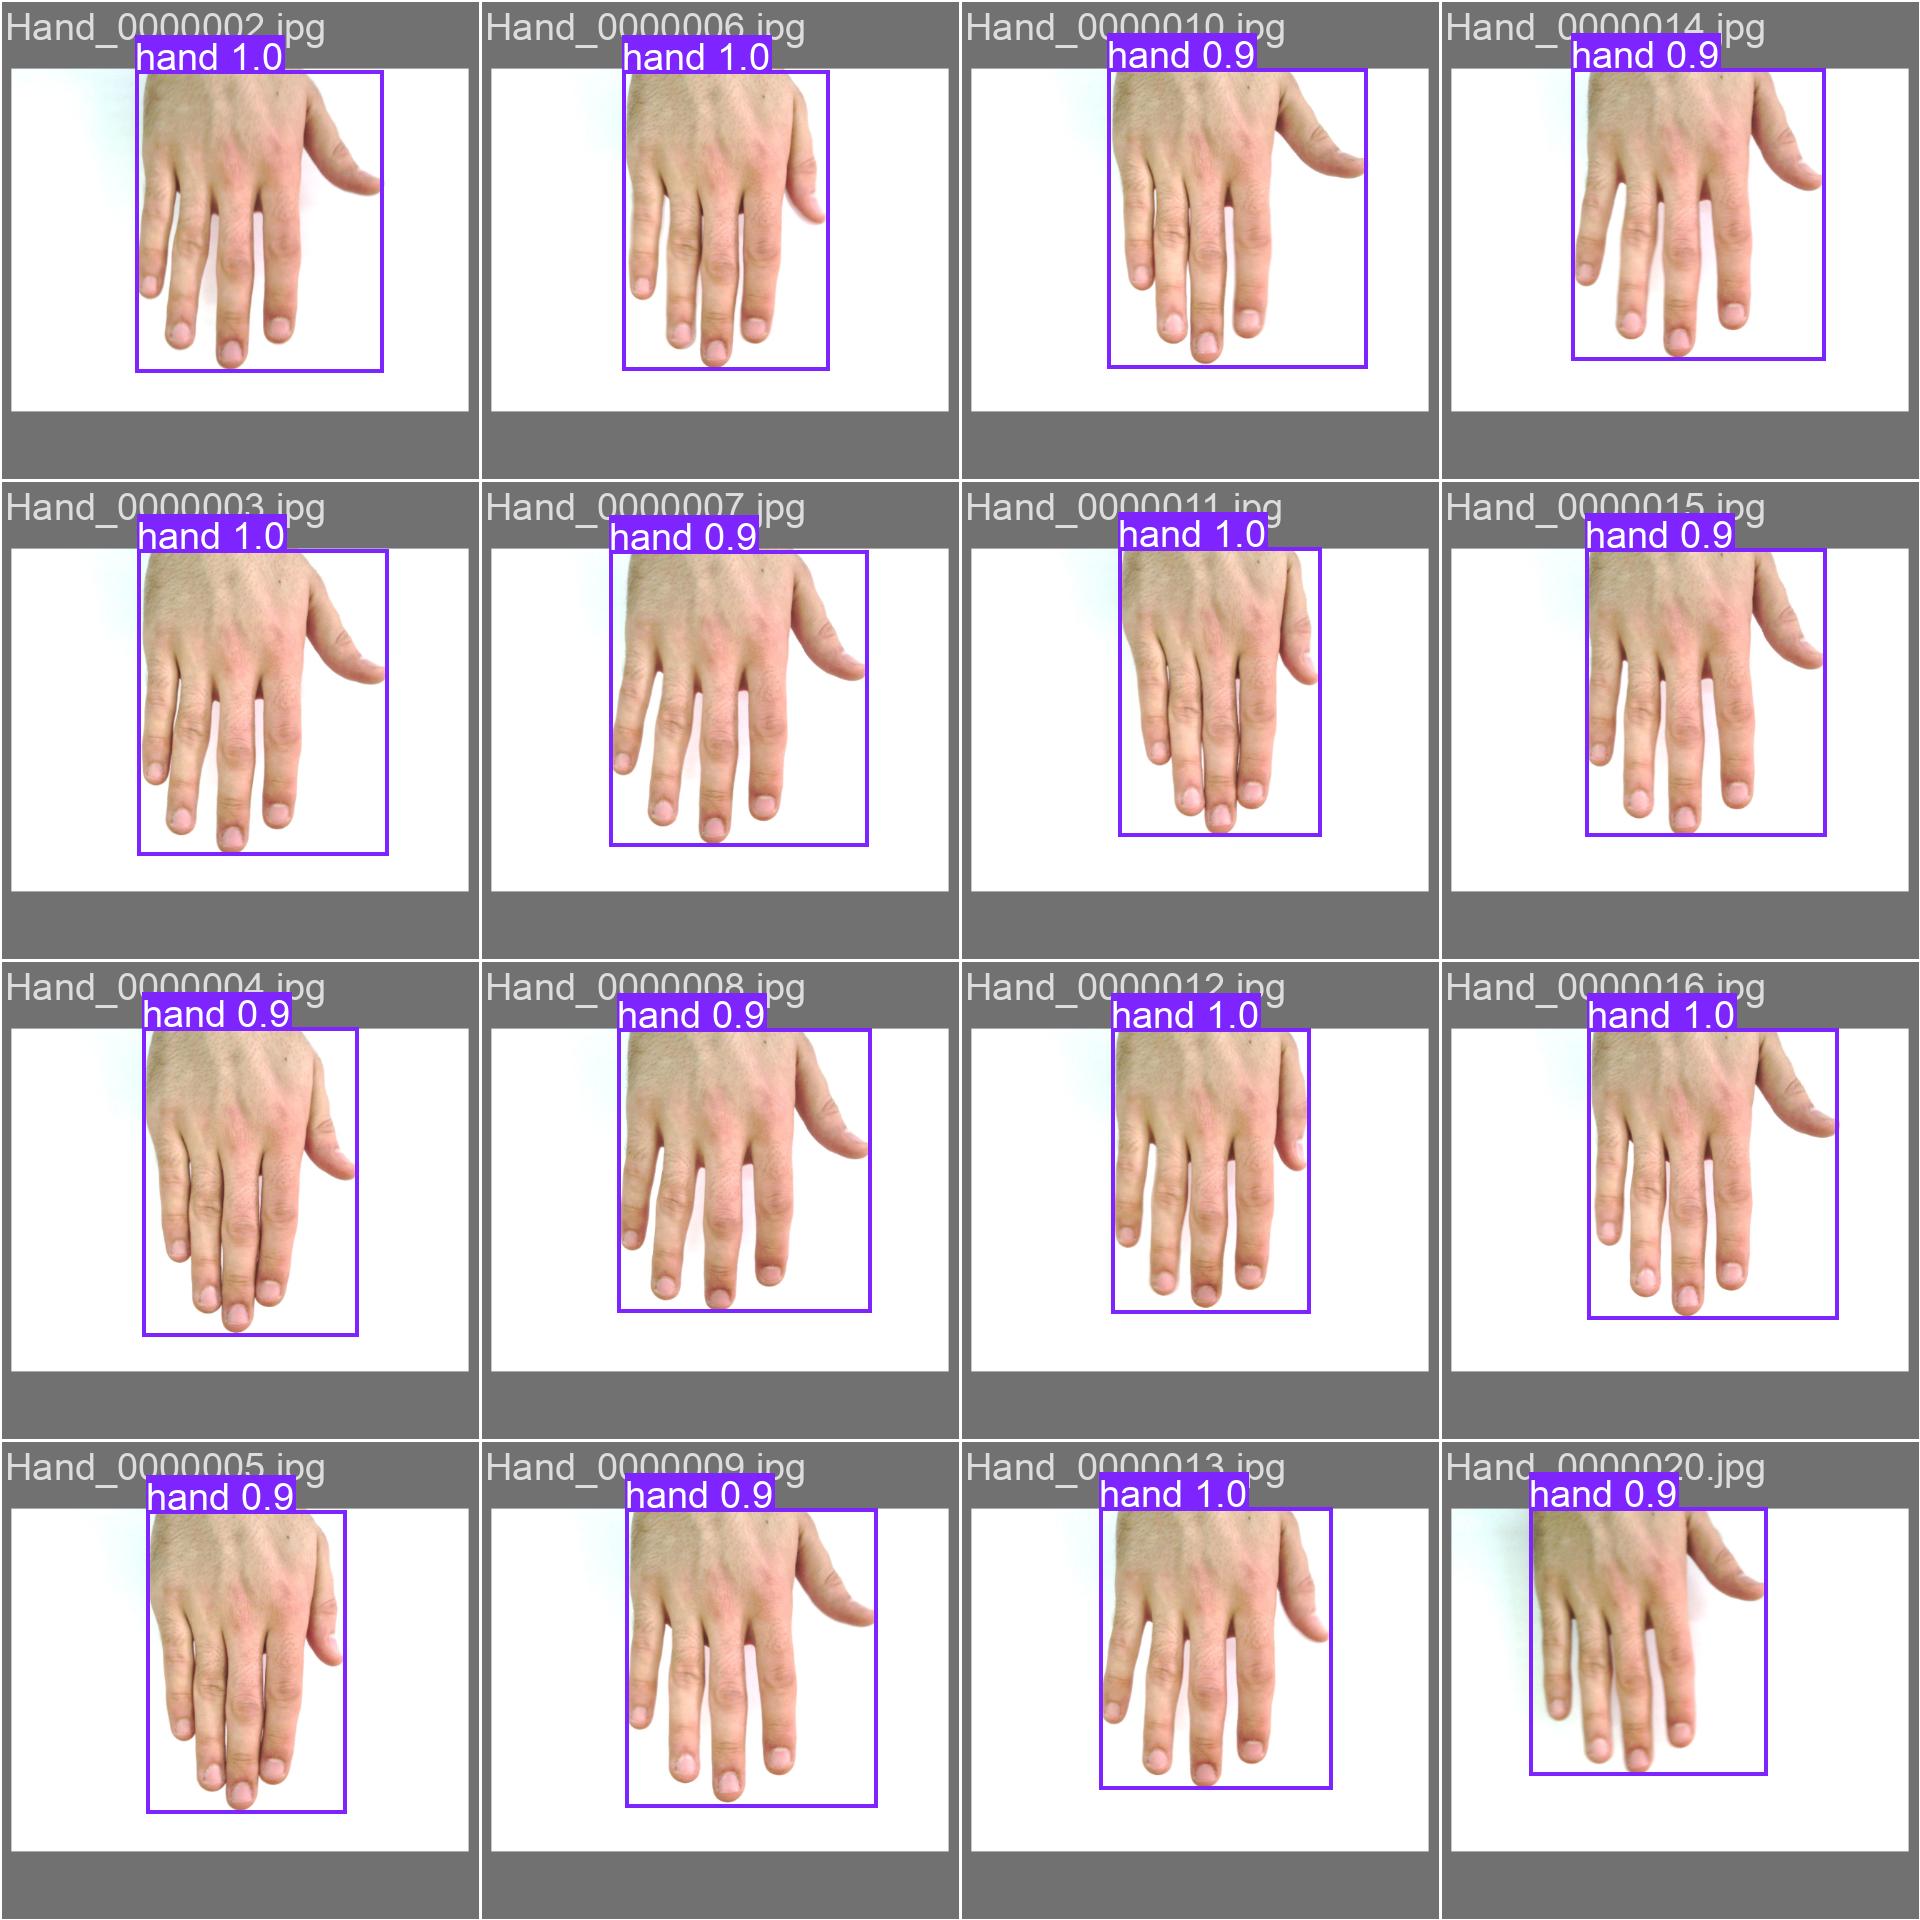 Hand_0000002.jpg
hand 1.0
Hand_0000006.jpg
hand 1.0
Hand_0000010.jpg
hand 0.9
Hand_0000014.jpg
hand 0.9
Hand_0000003.jpg
hand 1.0
Hand_0000007.jpg
hand 0.9
Hand_0000011.jpg
hand 1.0
Hand_0000015.jpg
hand 0.9
Hand_0000004.jpg
hand 0.9
Hand_0000008.jpg
hand 0.9
Hand_0000012.jpg
hand 1.0
Hand_0000016.jpg
hand 1.0
Hand_0000005.jpg
hand 0.9
Hand_0000009.jpg
hand 0.9
Hand_0000013.jpg
hand 1.0
Hand_0000020.jpg
hand 0.9